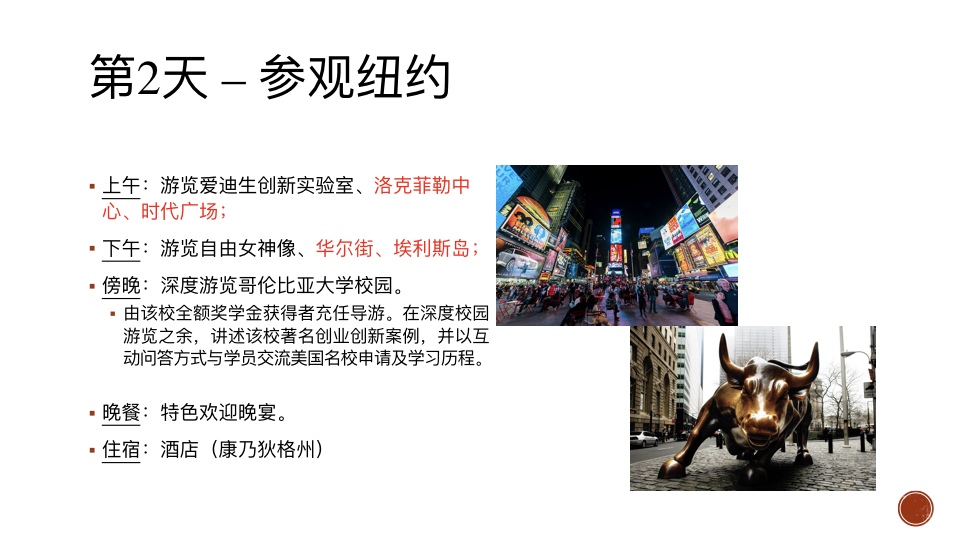 第2天 – 参观纽约
▪ 上午：游览爱迪生创新实验室、洛克菲勒中
心、时代广场；
▪ 下午：游览自由女神像、华尔街、埃利斯岛；
▪ 傍晚：深度游览哥伦比亚大学校园。
▪ 由该校全额奖学金获得者充任导游。在深度校园
游览之余，讲述该校著名创业创新案例，并以互
动问答方式与学员交流美国名校申请及学习历程。
▪ 晚餐：特色欢迎晚宴。
▪ 住宿：酒店（康乃狄格州）